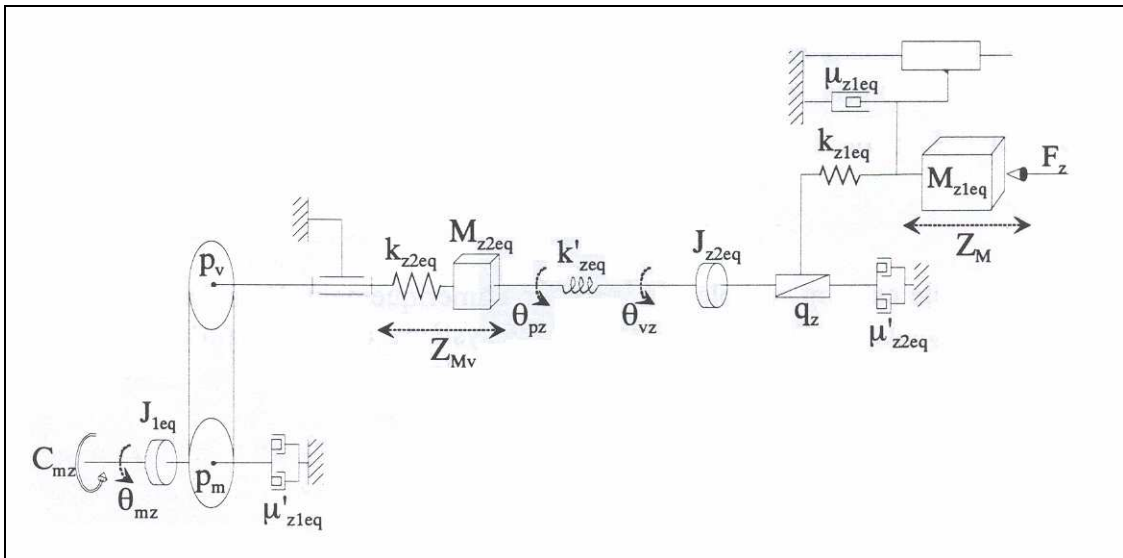 μz1eq
kz1eq
Mz1eq
Fz
ZM
pv
kz2eq
Mz2eq
k'zeq
Jz2eq
θpz
θvz
qz
μ'z2eq
ZMv
J1eq
Cmz
θmz
pm
μ'z1eq